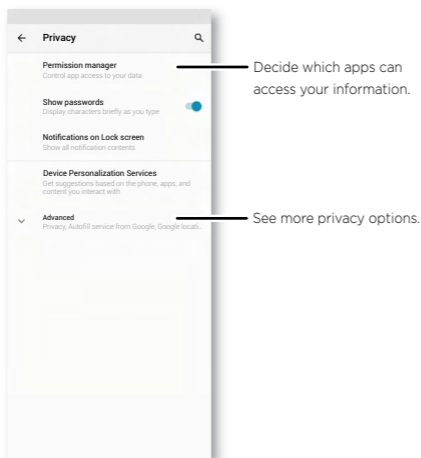 Privacy
Permission manager
Control app access to your data
Show passwords
Display characters briefly as you type
Notifications on Lock screen
Show all notification contents
Device Personalization Services
Get suggestions based on the phone, apps, and
content you interact with
Advanced
Privacy, Autofill service from Google, Google locati..
Decide which apps can
access your information.
See more privacy options.